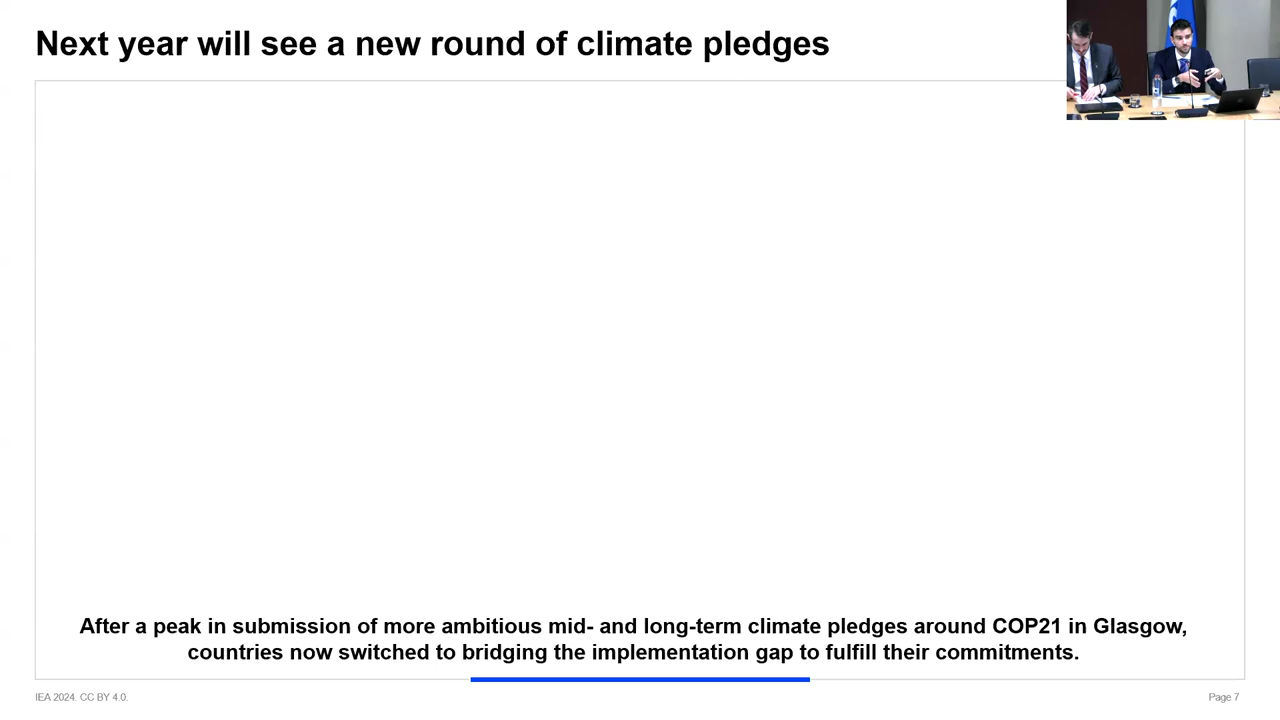 Next year will see a new round of climate pledges
After a peak in submission of more ambitious mid- and long-term climate pledges around COP21 in Glasgow,
countries now switched to bridging the implementation gap to fulfill their commitments.
IEA 2024. CC BY 4.0.
Page 7